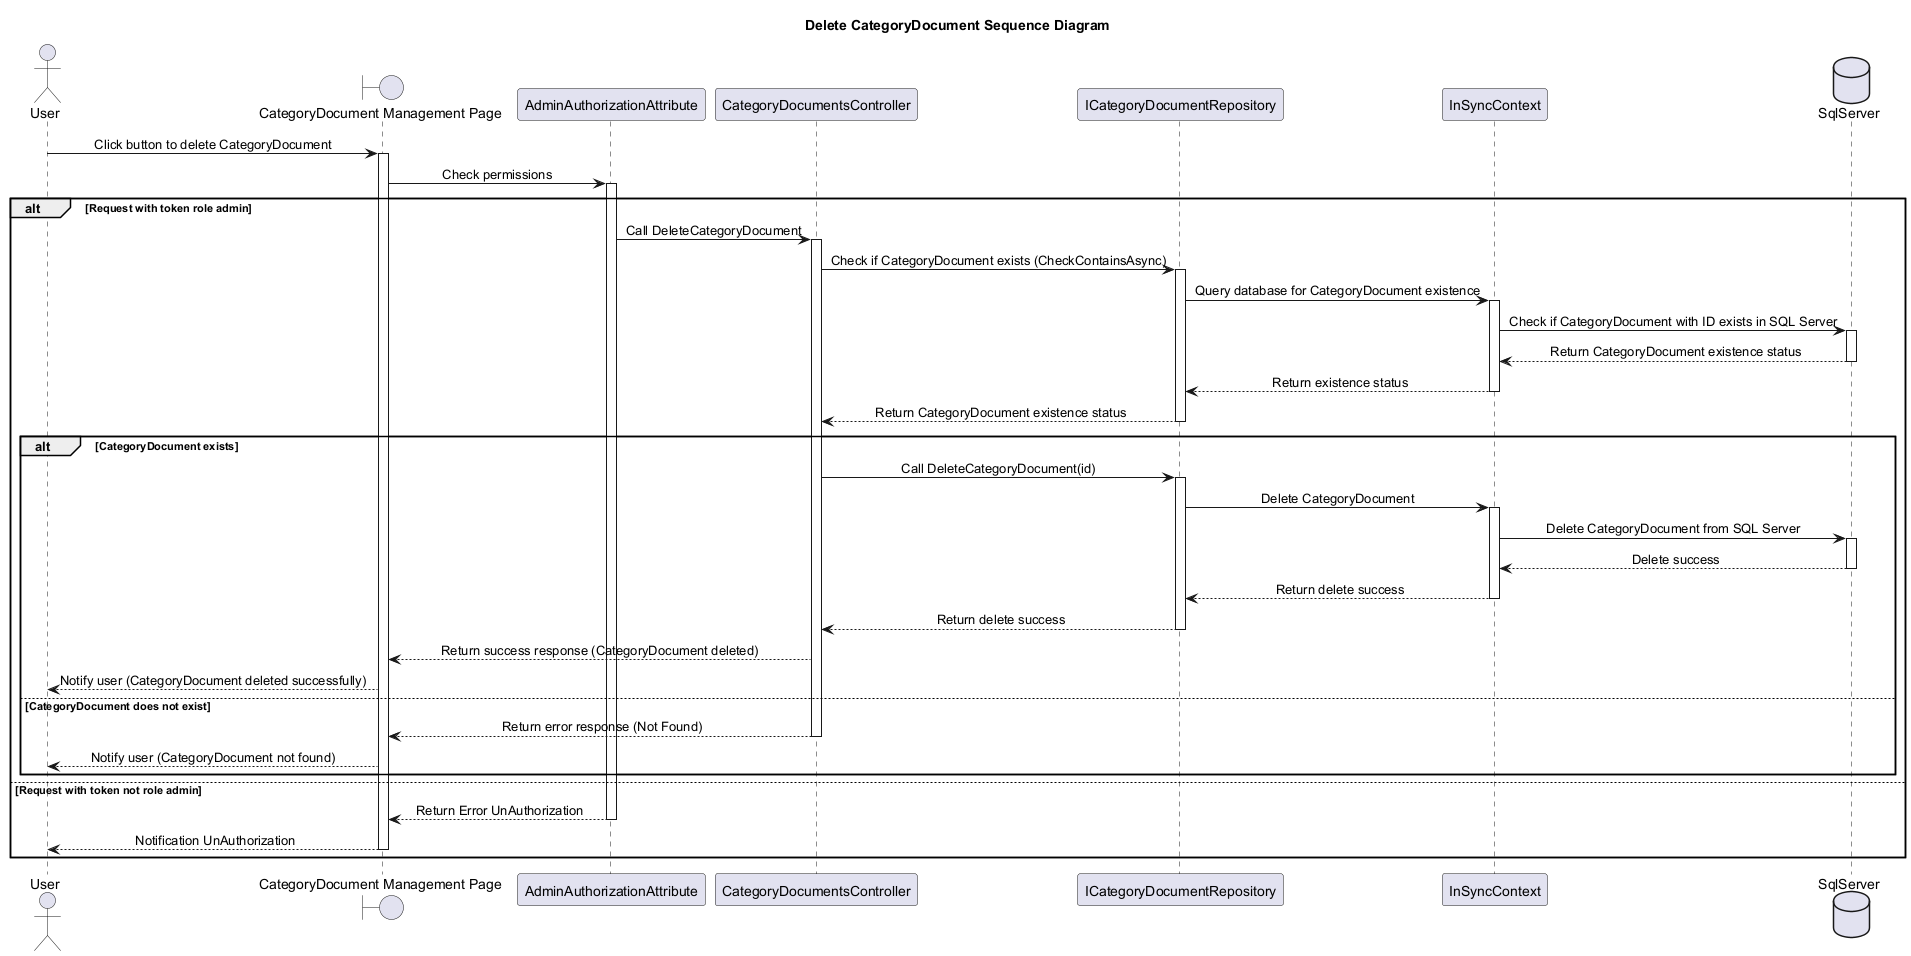 Delete CategoryDocument Sequence Diagram
User
CategoryDocument Management Page
AdminAuthorizationAttribute
CategoryDocumentsController
ICategoryDocumentRepository
InSyncContext
SqlServer
Click button to delete CategoryDocument
Check permissions
alt
[Request with token role admin]
Call DeleteCategoryDocument
Check if CategoryDocument exists (CheckContainsAsync)
Query database for CategoryDocument existence
Check if CategoryDocument with ID exists in SQL Server
Return CategoryDocument existence status
Return existence status
Return CategoryDocument existence status
alt
[CategoryDocument exists]
Call DeleteCategoryDocument(id)
Delete CategoryDocument
Delete CategoryDocument from SQL Server
Delete success
Return delete success
Return delete success
Return success response (CategoryDocument deleted)
Notify user (CategoryDocument deleted successfully)
[CategoryDocument does not exist]
Return error response (Not Found)
Notify user (CategoryDocument not found)
[Request with token not role admin]
Return Error UnAuthorization
Notification UnAuthorization
User
CategoryDocument Management Page
AdminAuthorizationAttribute
CategoryDocumentsController
ICategoryDocumentRepository
InSyncContext
SqlServer